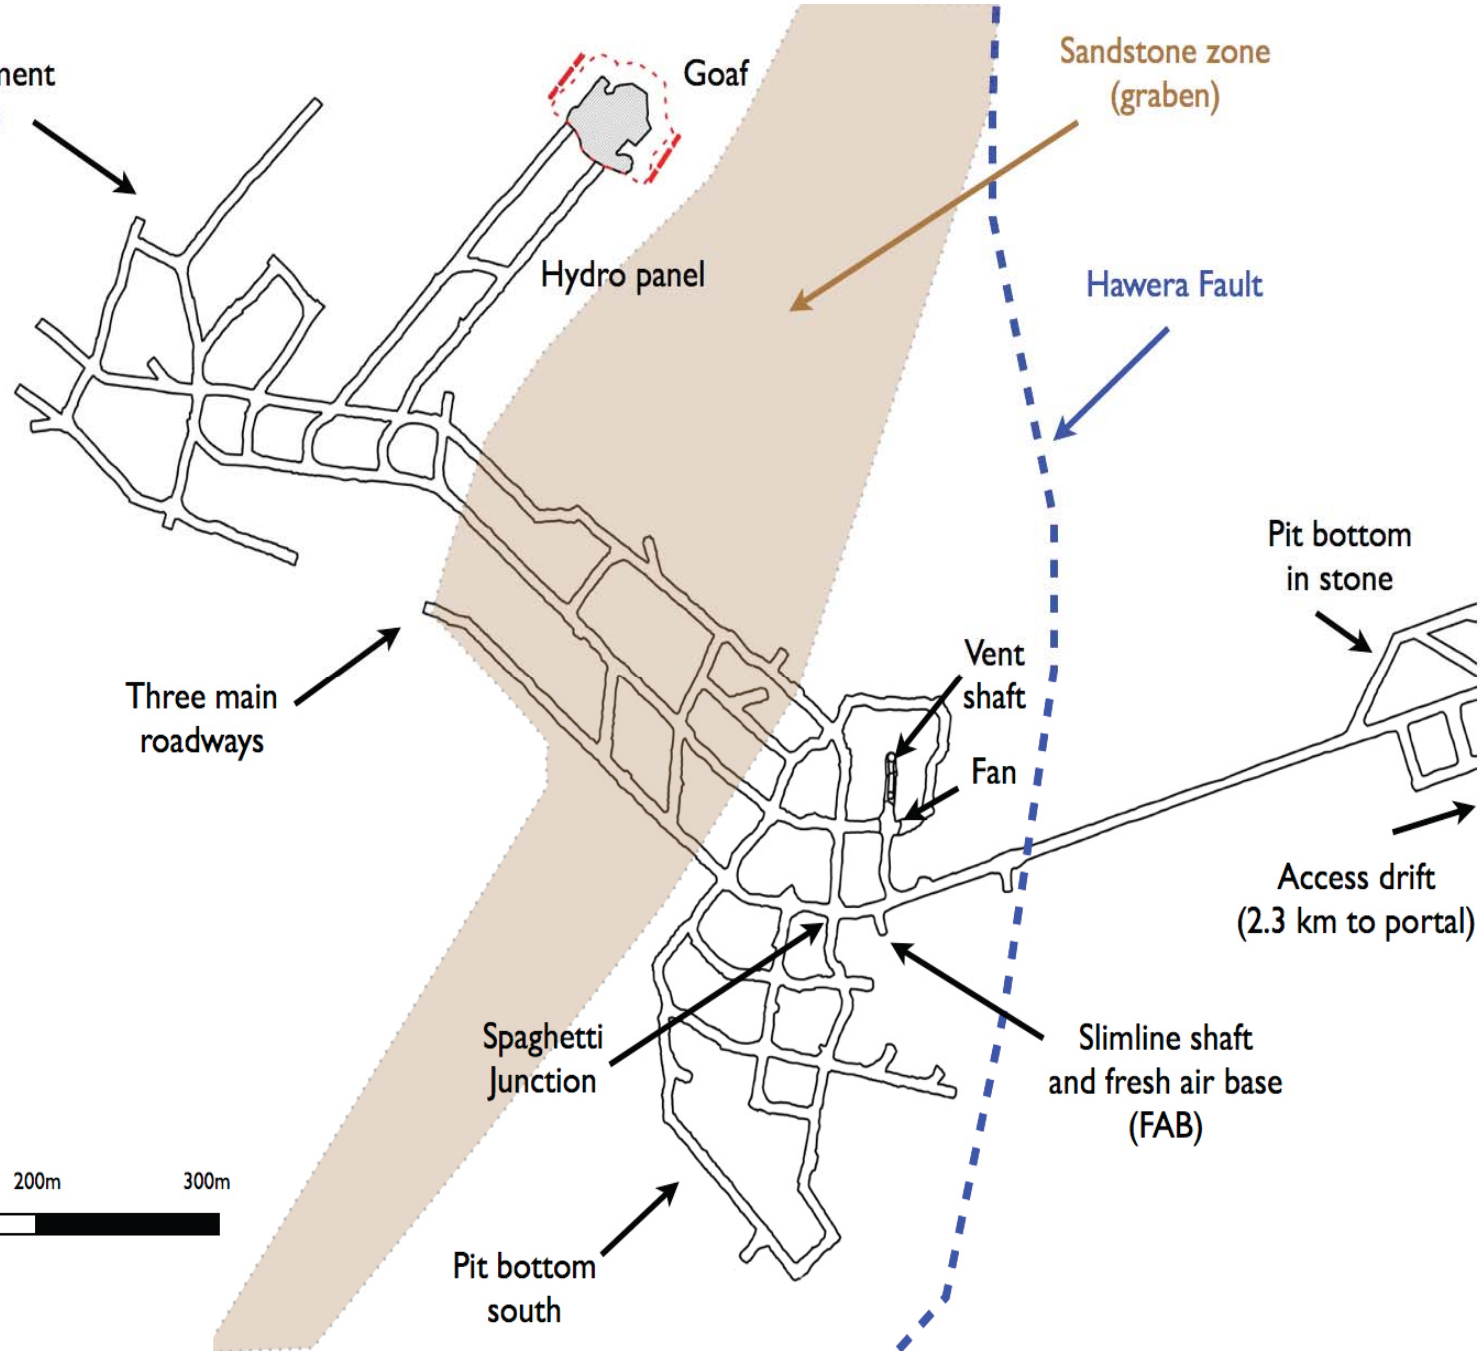 Goaf
Sandstone zone
(graben)
Hydro panel
Hawera Fault
Pit bottom
in stone
Vent
shaft
Three main
roadways
Fan
Access drift
(2.3 km to portal)
Spaghetti
Junction
Slimline shaft
and fresh air base
(FAB)
200m
300m
Pit bottom
south